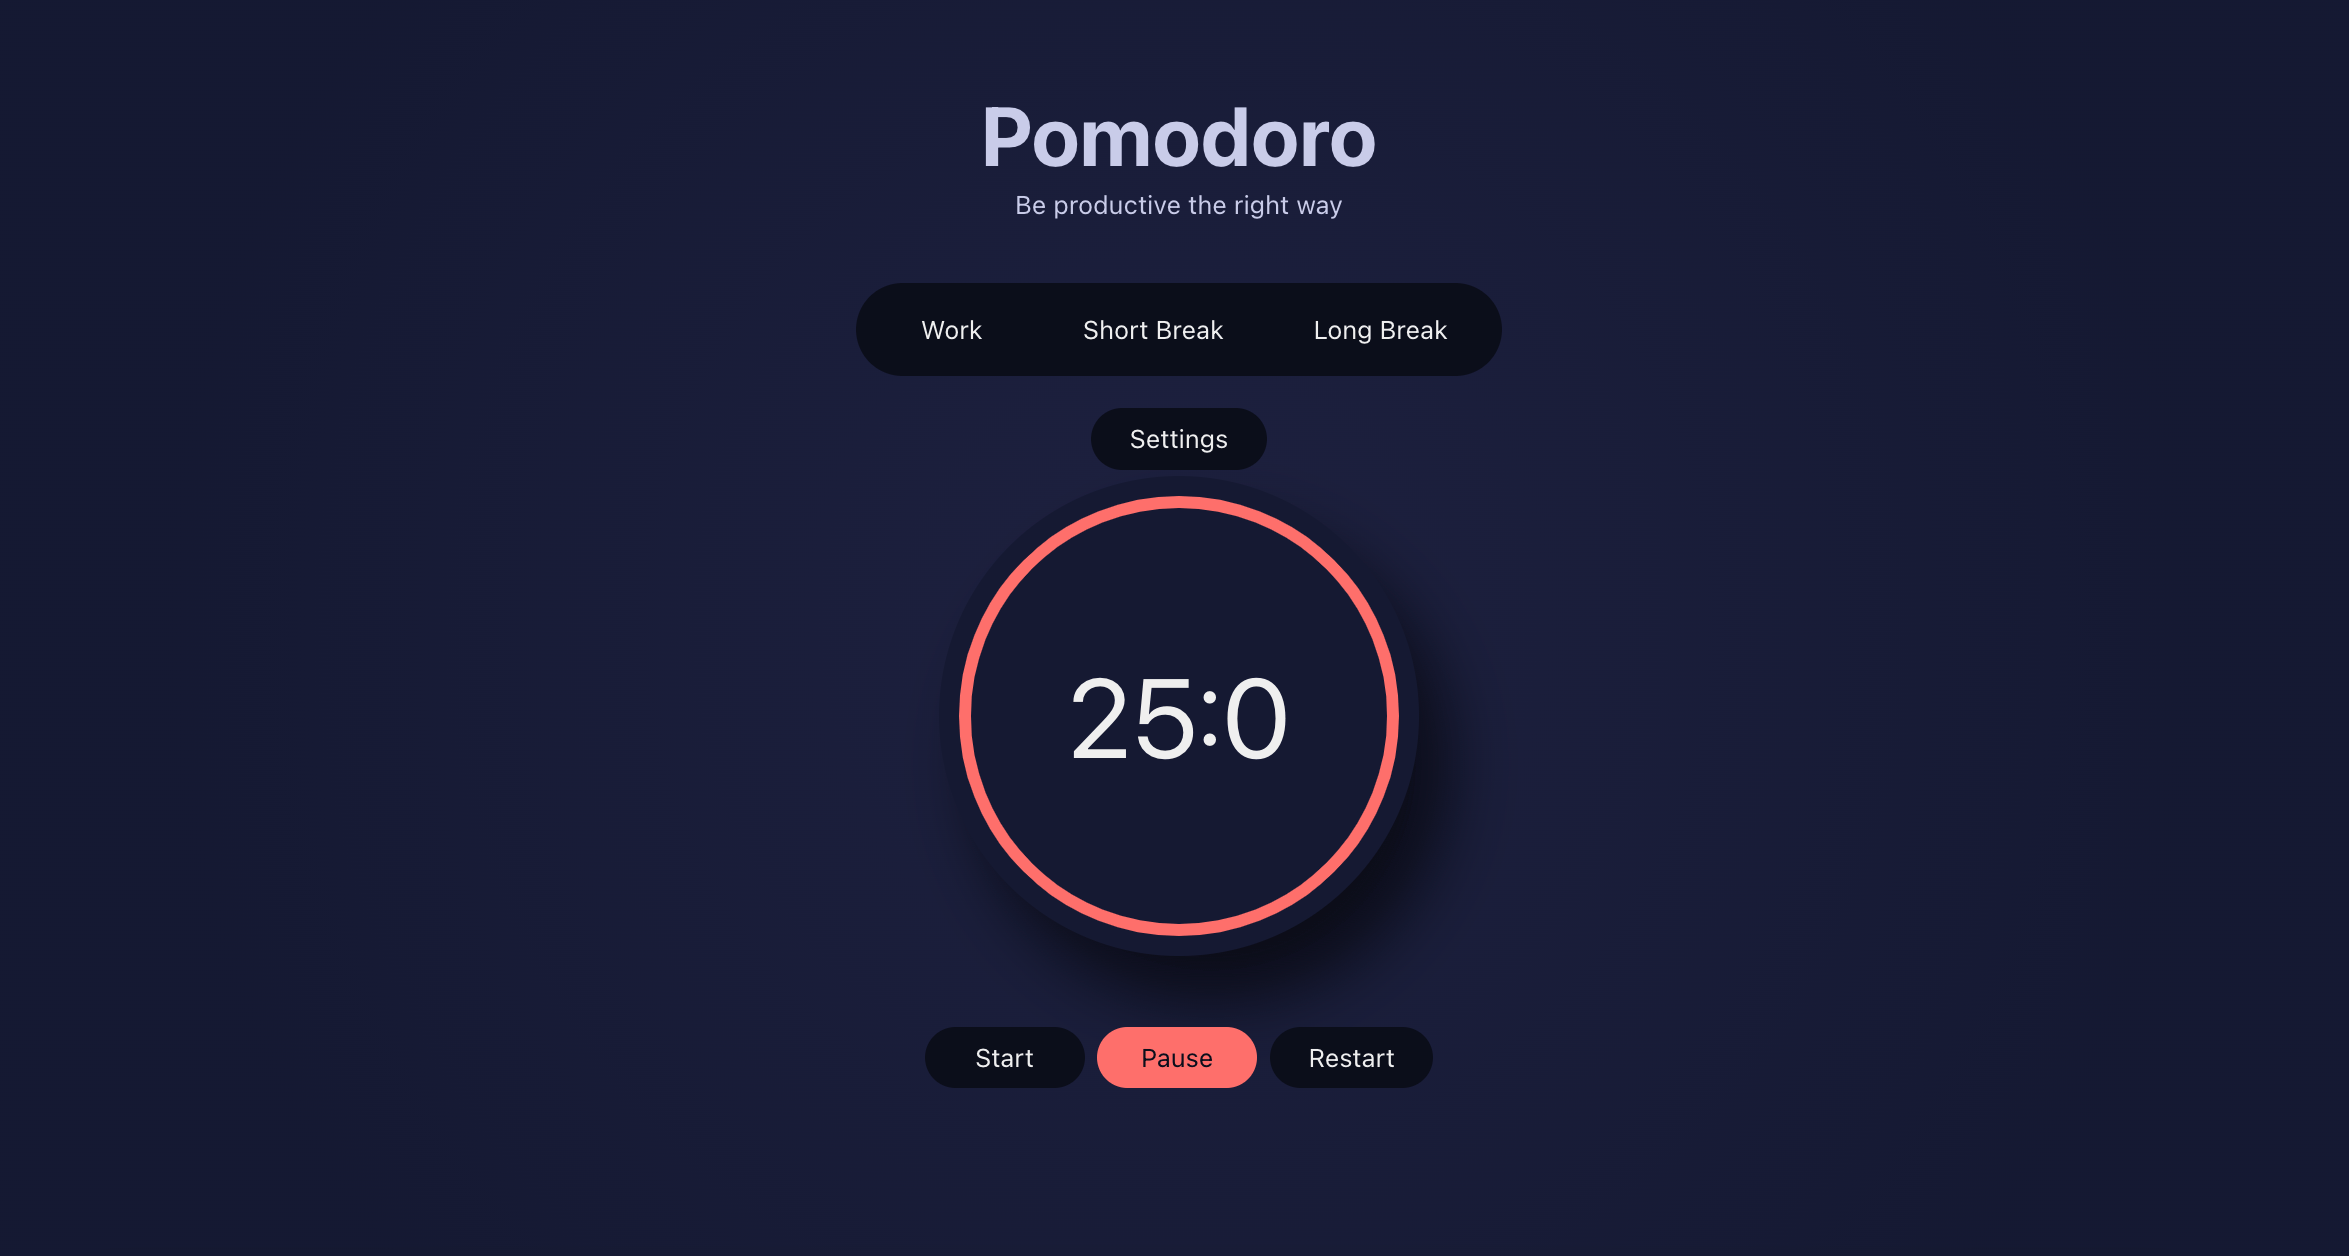 Pomodoro
Be productive the right way
Work Short Break Long Break
Settings
25:0
Start Pause Restart